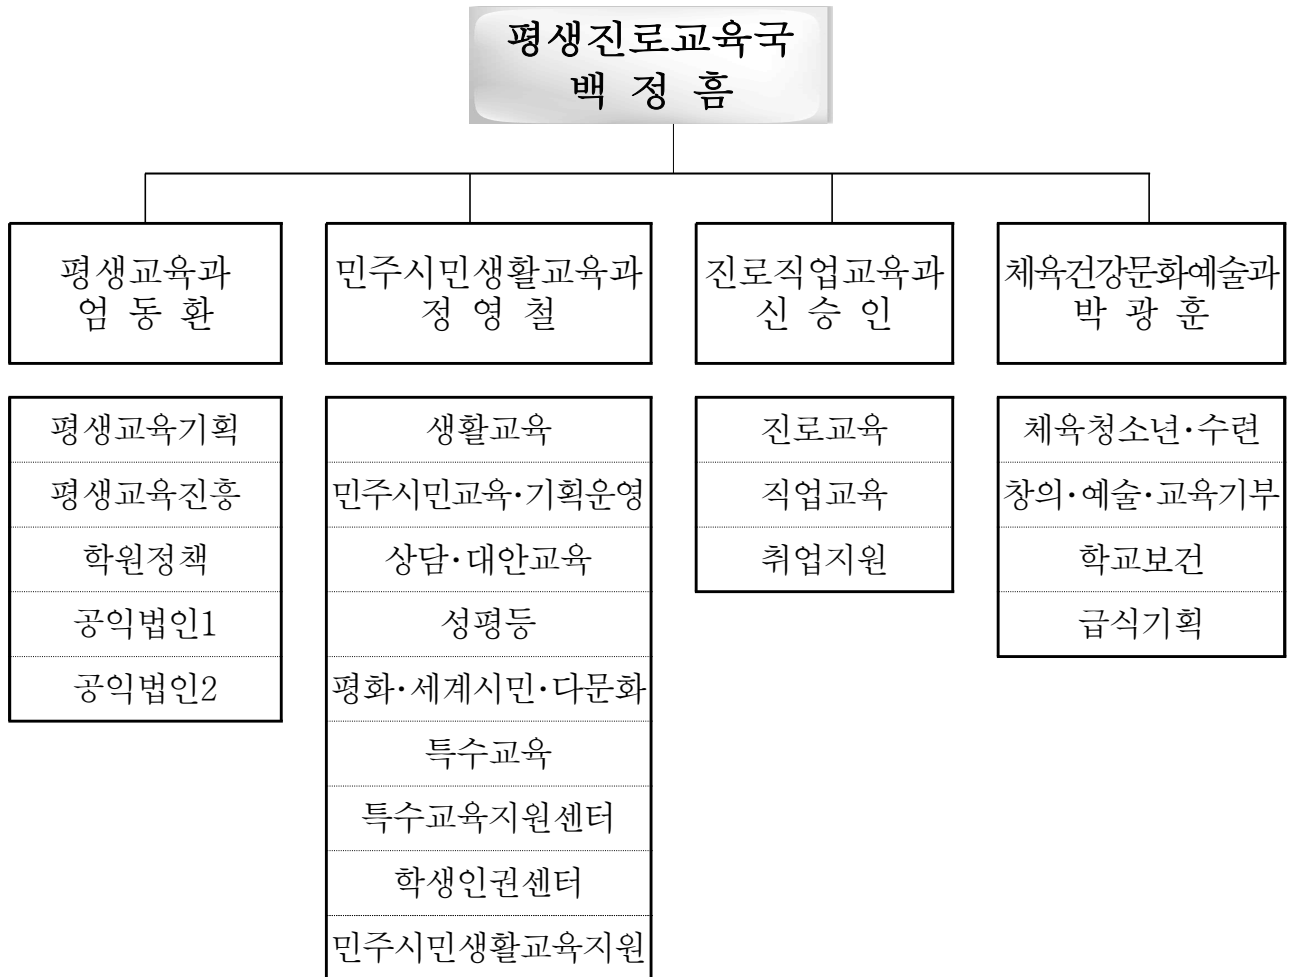 평생진로교육국
백 정 흠
평생교육과
엄 동 환
민주시민생활교육과
정 영 철
진로직업교육과
신 승 인
체육건강문화예술과
박 광 훈
평생교육기획
평생교육진흥
학원정책
공익법인1
공익법인2
생활교육
민주시민교육·기획운영
상담·대안교육
성평등
평화·세계시민·다문화
특수교육
특수교육지원센터
학생인권센터
민주시민생활교육지원
진로교육
직업교육
취업지원
체육청소년·수련
창의·예술·교육기부
학교보건
급식기획